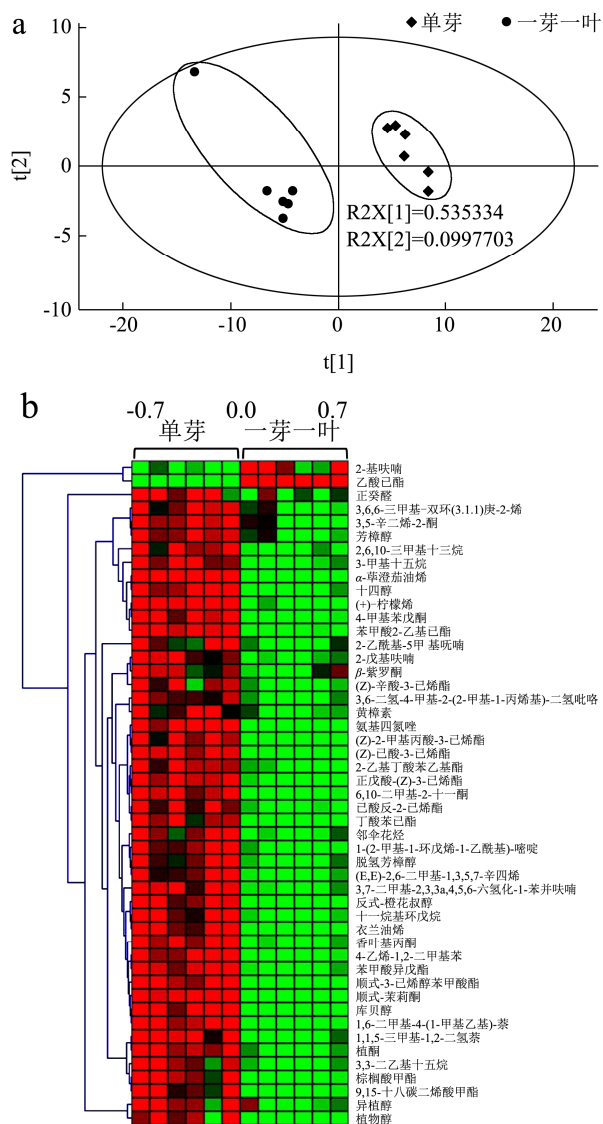 a
◆ 单芽 ● 一芽一叶
10
5
0
-5
-10
t[2]
R2X[1]=0.535334
R2X[2]=0.0997703
-20 -10 0 10 20
t[1]
b
-0.7 0.0 0.7
单芽 一芽一叶
2-基呋喃
乙酸已酯
正癸醛
3,6,6-三甲基-双环(3.1.1)庚-2-烯
3,5-辛二烯-2-酮
芳樟醇
2,6,10-三甲基十三烷
3-甲基十五烷
α-荜澄茄油烯
十四醇
(+)-柠檬烯
4-甲基苯戊酮
苯甲酸2-乙基已酯
2-乙酰基-5甲基呒喃
2-戊基呋喃
β-紫罗酮
(Z)-辛酸-3-已烯酯
3,6-二氢-4-甲基-2-(2-甲基-1-丙烯基)-二氢吡咯
黄樟素
氨基四氮唑
(Z)-2-甲基丙酸-3-已烯酯
(Z)-已酸-3-已烯酯
2-乙基丁酸苯乙基酯
正戊酸-(Z)-3-已烯酯
6,10-二甲基-2-十一酮
已酸反-2-已烯酯
丁酸苯已酯
邻伞花烃
1-(2-甲基-1-环戊烯-1-乙酰基)-嘧啶
脱氢芳樟醇
(E,E)-2,6-二甲基-1,3,5,7-辛四烯
3,7-二甲基-2,3,3a,4,5,6-六氢化-1-苯并呋喃
反式-橙花叔醇
十一烷基环戊烷
衣兰油烯
香叶基丙酮
4-乙烯-1,2-二甲基苯
苯甲酸异戊酯
顺式-3-已烯醇苯甲酸酯
顺式-茉莉酮
库贝醇
1,6-二甲基-4-(1-甲基乙基)-萘
1,1,5-三甲基-1,2-二氢萘
植酮
3,3-二乙基十五烷
棕榈酸甲酯
9,15-十八碳二烯酸甲酯
异植醇
植物醇